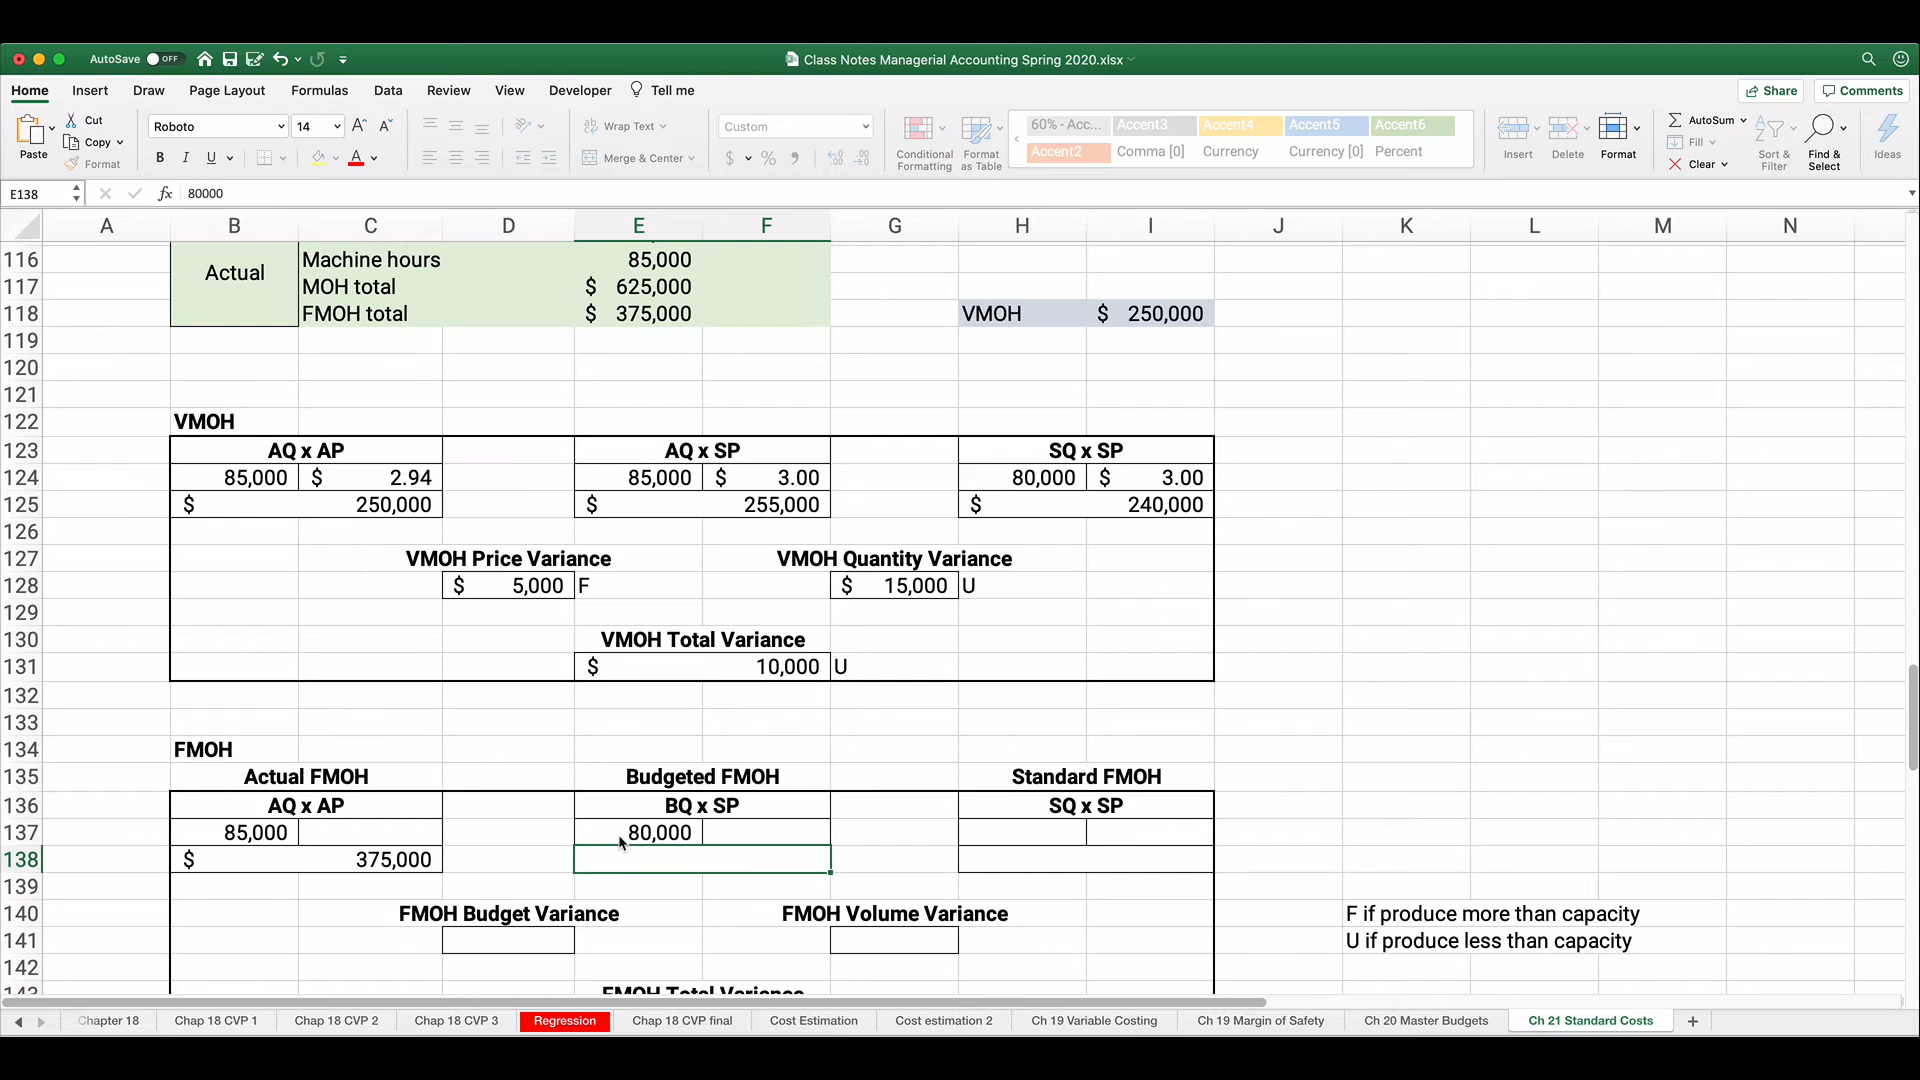 AutoSave OFF
Class Notes Managerial Accounting Spring 2020.xlsx
Home Insert Draw Page Layout Formulas Data Review View Developer Tell me Share Comments
Paste Cut Copy Format
Roboto 14 A A
B I U A
Wrap Text
Merge & Center
Custom
$ % ,
Conditional Formatting
Format as Table
60% - Acc... Accent3 Accent4 Accent5 Accent6
Accent2 Comma [0] Currency Currency [0] Percent
Insert Delete Format
AutoSum
Fill
Clear
Sort & Filter
Find & Select
Ideas
E138 fx 80000
A B C D E F G H I J K L M N
116 Actual Machine hours 85,000
117 MOH total $ 625,000
118 FMOH total $ 375,000 VMOH $ 250,000
119
120
121
122 VMOH
123 AQ x AP AQ x SP SQ x SP
124 85,000 $ 2.94 85,000 $ 3.00 80,000 $ 3.00
125 $ 250,000 $ 255,000 $ 240,000
126
127 VMOH Price Variance VMOH Quantity Variance
128 $ 5,000 F $ 15,000 U
129
130 VMOH Total Variance
131 $ 10,000 U
132
133
134 FMOH
135 Actual FMOH Budgeted FMOH Standard FMOH
136 AQ x AP BQ x SP SQ x SP
137 85,000 80,000
138 $ 375,000
139
140 FMOH Budget Variance FMOH Volume Variance F if produce more than capacity
141 U if produce less than capacity
142
143 FMOH Total Variance
Chapter 18 Chap 18 CVP 1 Chap 18 CVP 2 Chap 18 CVP 3 Regression Chap 18 CVP final Cost Estimation Cost estimation 2 Ch 19 Variable Costing Ch 19 Margin of Safety Ch 20 Master Budgets Ch 21 Standard Costs +